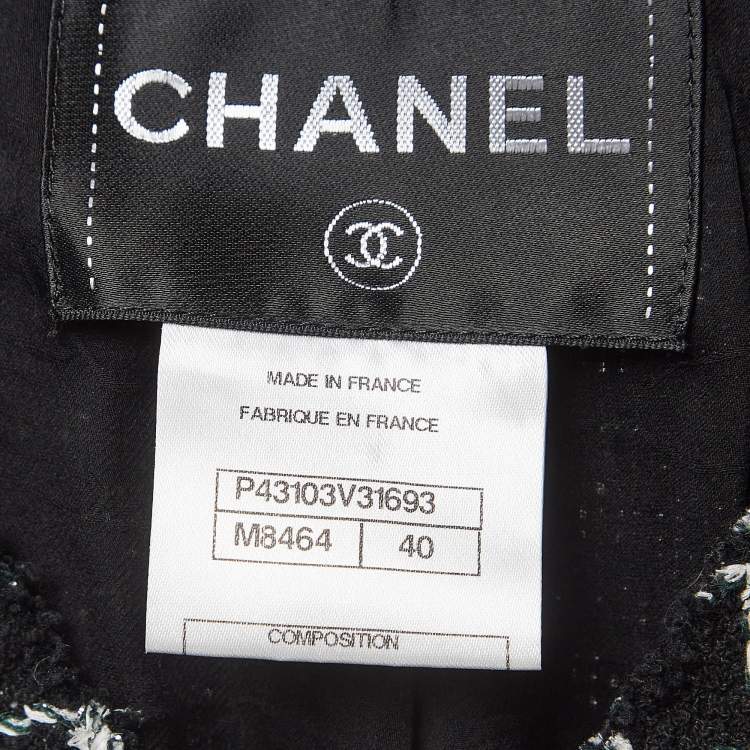 CHANEL
MADE IN FRANCE
FABRIQUE EN FRANCE
P43103V31693
M8464 40
COMPOSITION